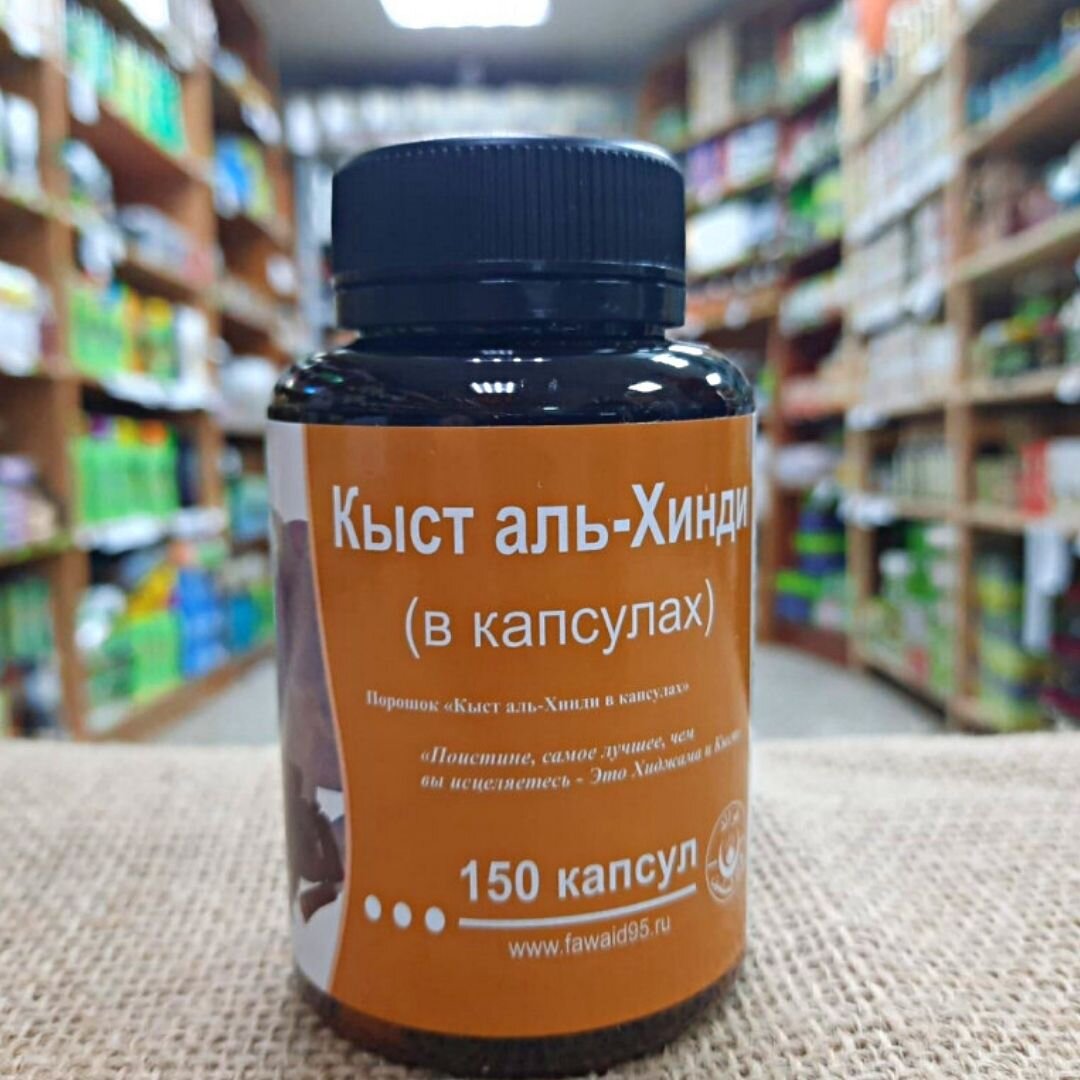 Кыст аль-Хинди
(в капсулах)
Порошок «Кыст аль-Хинди в капсулах»
«Поистине, самое лучшее, чем
вы исцеляетесь - Это Хиджама и
150 капсул
www.fawaid95.ru